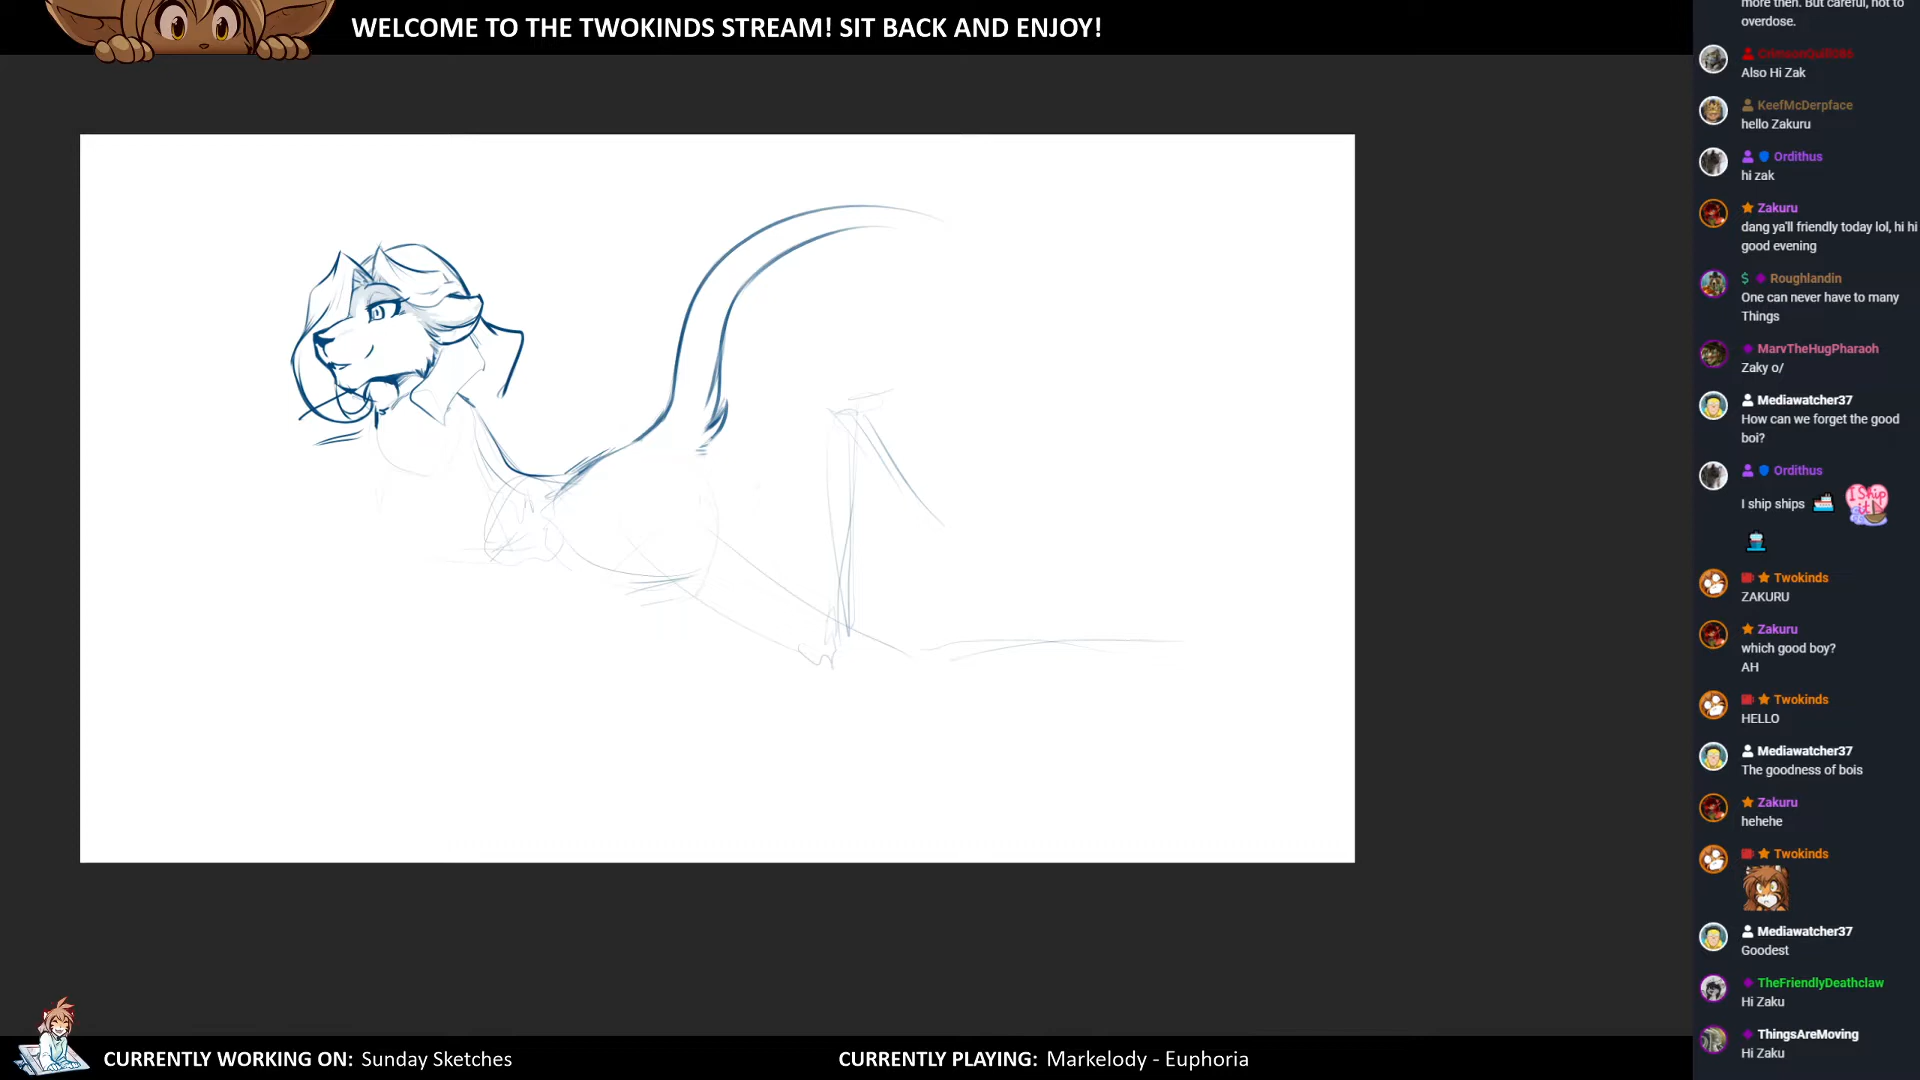 WELCOME TO THE TWOKINDS STREAM! SIT BACK AND ENJOY!
more then. But careful, not to
overdose.
CrimsonQuill086
Also Hi Zak
KeefMcDerpface
hello Zakuru
Ordithus
hi zak
Zakuru
dang ya'll friendly today lol, hi hi
good evening
Roughlandin
One can never have to many
Things
MarvTheHugPharaoh
Zaky o/
Mediawatcher37
How can we forget the good
boi?
Ordithus
I ship ships
I Ship
it
Twokinds
ZAKURU
Zakuru
which good boy?
AH
Twokinds
HELLO
Mediawatcher37
The goodness of bois
Zakuru
hehehe
Twokinds
Mediawatcher37
Goodest
TheFriendlyDeathclaw
Hi Zaku
ThingsAreMoving
Hi Zaku
CURRENTLY WORKING ON: Sunday Sketches
CURRENTLY PLAYING: Markelody - Euphoria